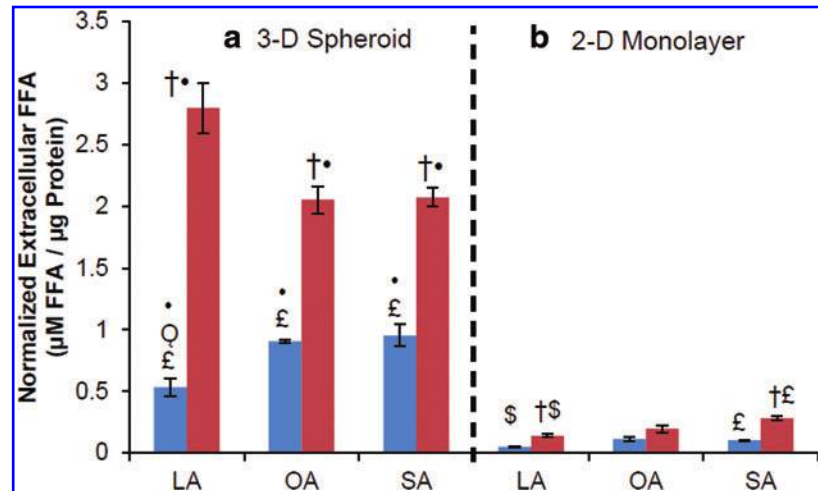 Normalized Extracellular FFA
(µM FFA / µg Protein)
3.5
3
2.5
2
1.5
1
0.5
0
a 3-D Spheroid
b 2-D Monolayer
†•
†•
†•
•
O
£
•
£
•
£
$
†$
£
†£
LA
OA
SA
LA
OA
SA